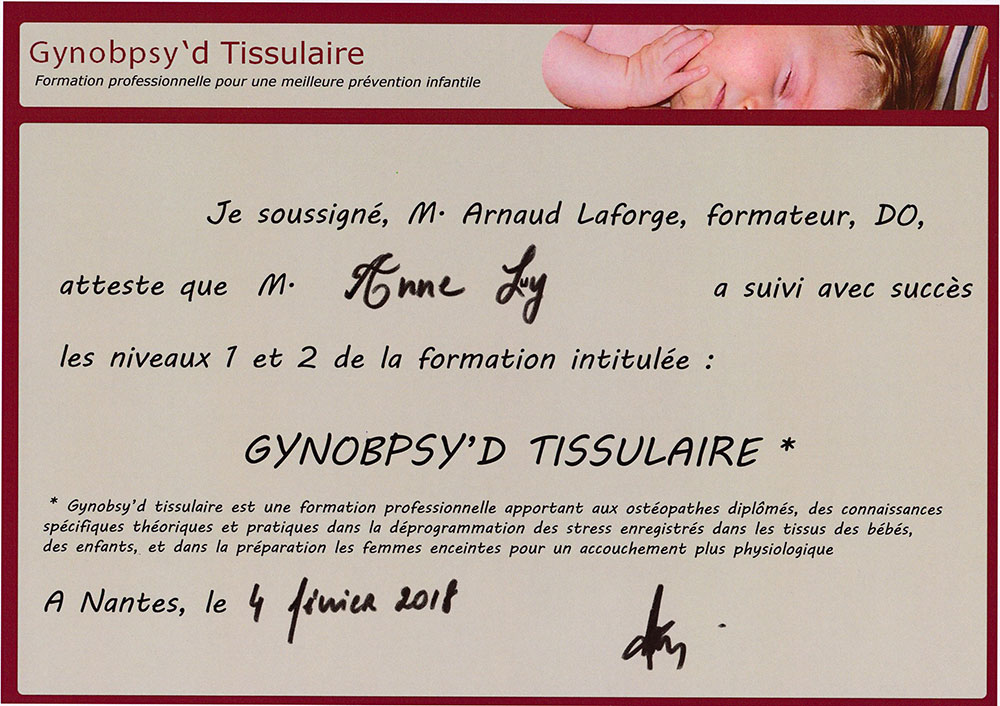 Gynobpsy'd Tissulaire
Formation professionnelle pour une meilleure prévention infantile
Je soussigné, M. Arnaud Laforge, formateur, DO,
atteste que M. Anne Luy a suivi avec succès
les niveaux 1 et 2 de la formation intitulée :
GYNOBPSY'D TISSULAIRE *
* Gynobsy'd tissulaire est une formation professionnelle apportant aux ostéopathes diplômés, des connaissances
spécifiques théoriques et pratiques dans la déprogrammation des stress enregistrés dans les tissus des bébés,
des enfants, et dans la préparation les femmes enceintes pour un accouchement plus physiologique
A Nantes, le 4 février 2018